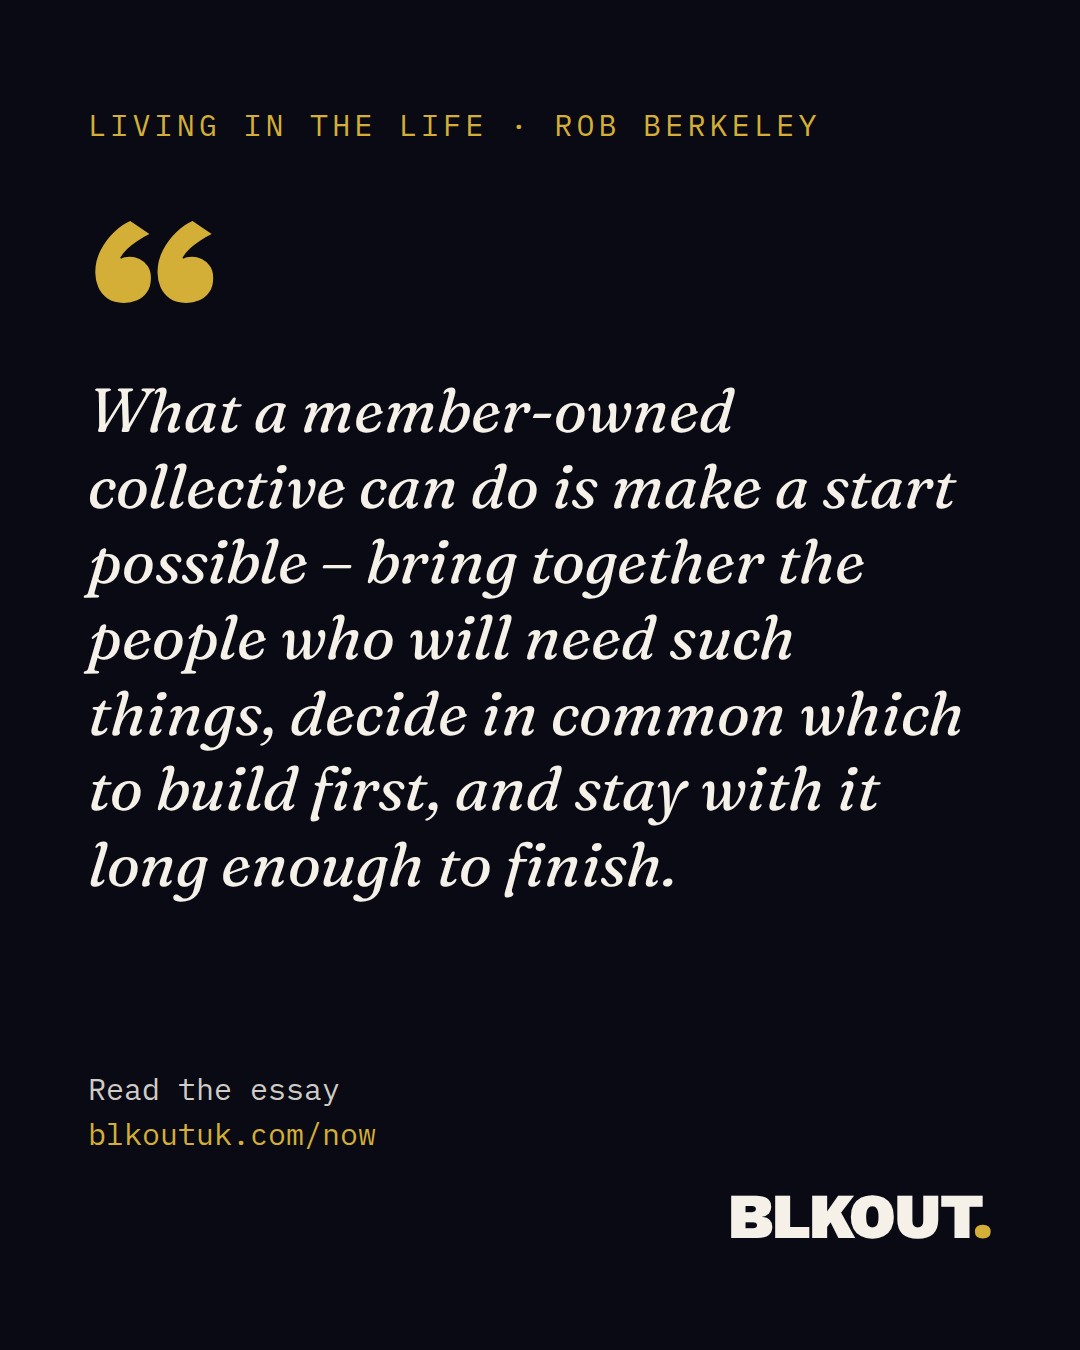 LIVING IN THE LIFE · ROB BERKELEY
“
What a member-owned
collective can do is make a start
possible – bring together the
people who will need such
things, decide in common which
to build first, and stay with it
long enough to finish.
Read the essay
blkoutuk.com/now
BLKOUT.